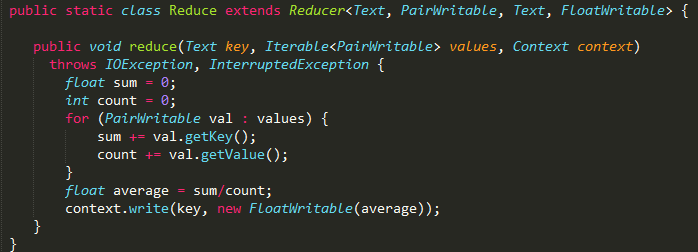 public static class Reduce extends Reducer<Text, PairWritable, Text, FloatWritable> {
public void reduce(Text key, Iterable<PairWritable> values, Context context)
throws IOException, InterruptedException {
float sum = 0;
int count = 0;
for (PairWritable val : values) {
sum += val.getKey();
count += val.getValue();
}
float average = sum/count;
context.write(key, new FloatWritable(average));
}
}